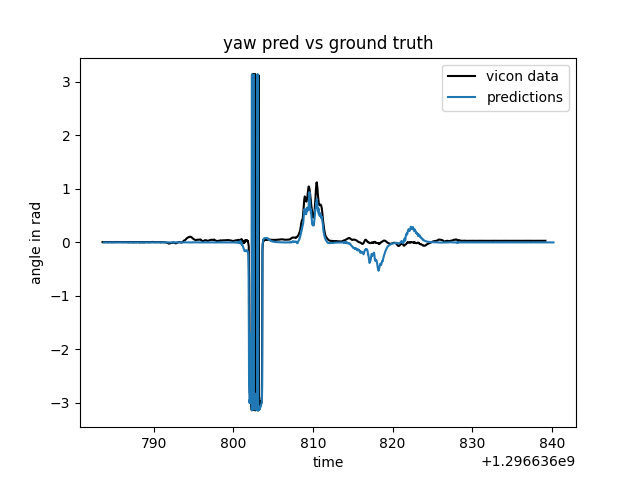 yaw pred vs ground truth
vicon data
predictions
angle in rad
3
2
1
0
−1
−2
−3
790
800
810
820
830
840
time
+1.296636e9